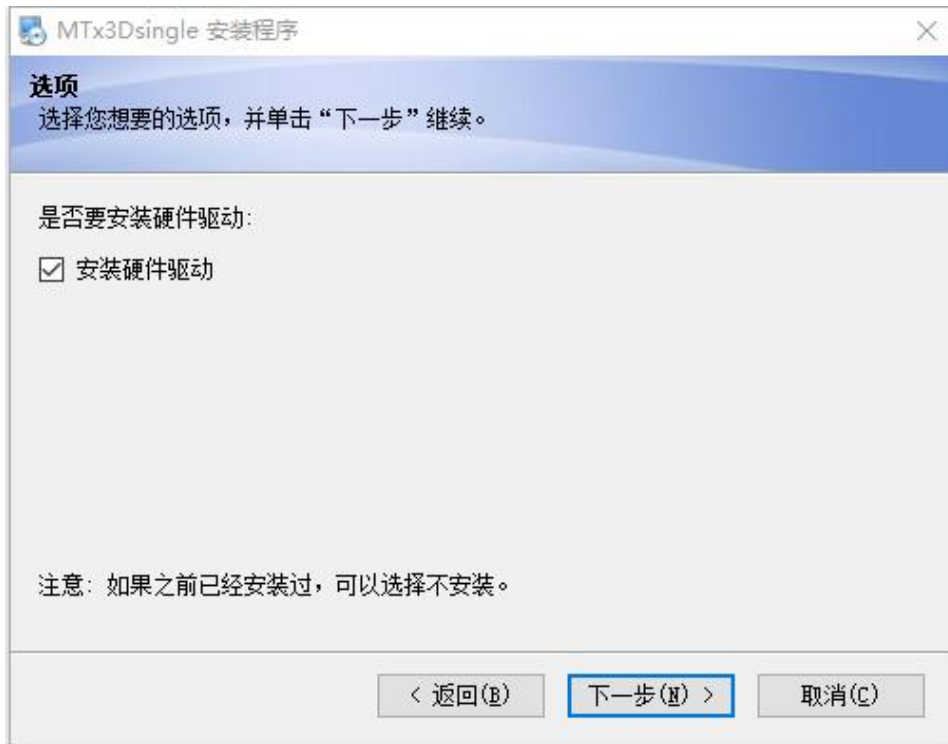 MTx3Dsingle 安装程序
选项
选择您想要的选项，并单击“下一步”继续。
是否要安装硬件驱动:
安装硬件驱动
注意: 如果之前已经安装过，可以选择不安装。
< 返回(B)
下一步(N) >
取消(C)